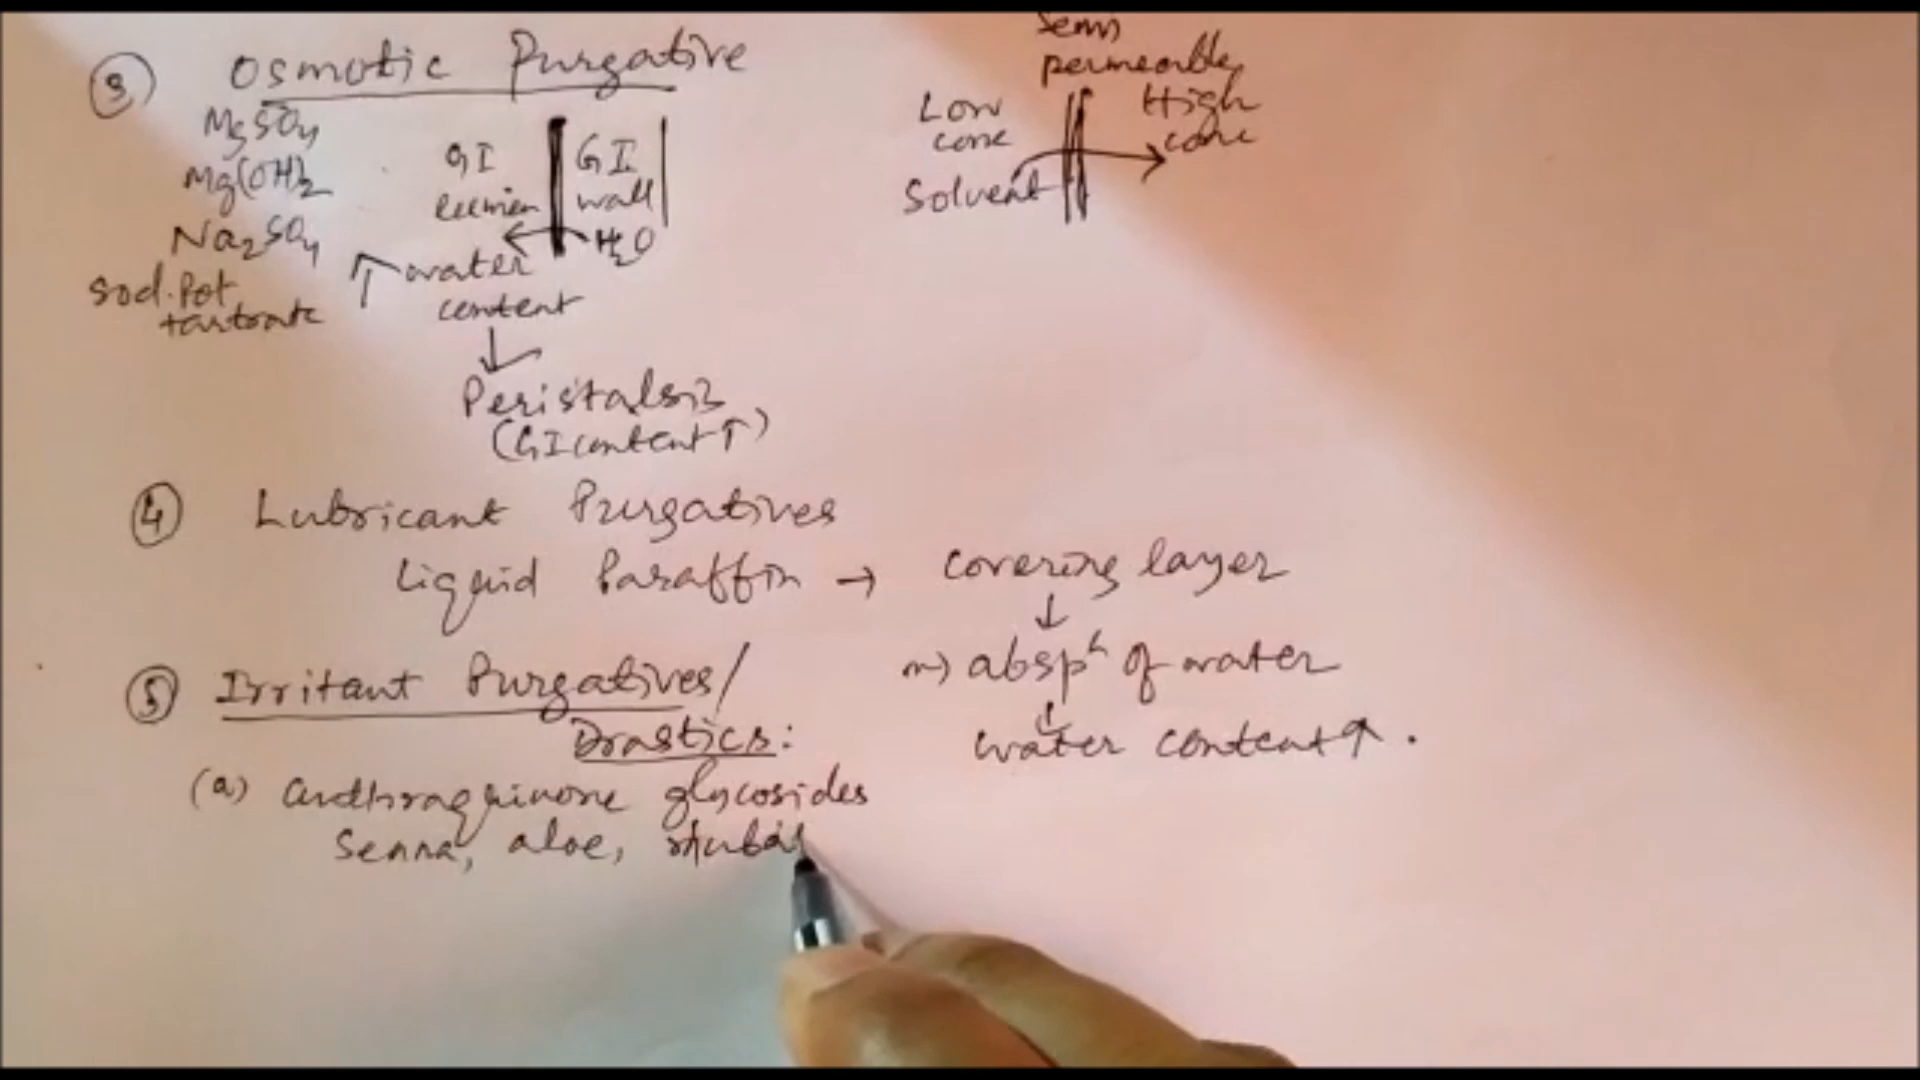 ③ Osmotic Purgative
MgSO4
Mg(OH)2
Na2SO4
Sod. Pot
tartrate
GI
lumen
GI
wall
H2O
↑ water
content
↓
Peristalsis
(GI content ↑)
Semi
permeable
Low
conc
High
conc
Solvent
④ Lubricant Purgatives
Liquid Paraffin → covering layer
↓
abspn of water
↓
water content ↑.
⑤ Irritant Purgatives/
Drastics:
(a) Anthraquinone glycosides
Senna, aloe, rhubar